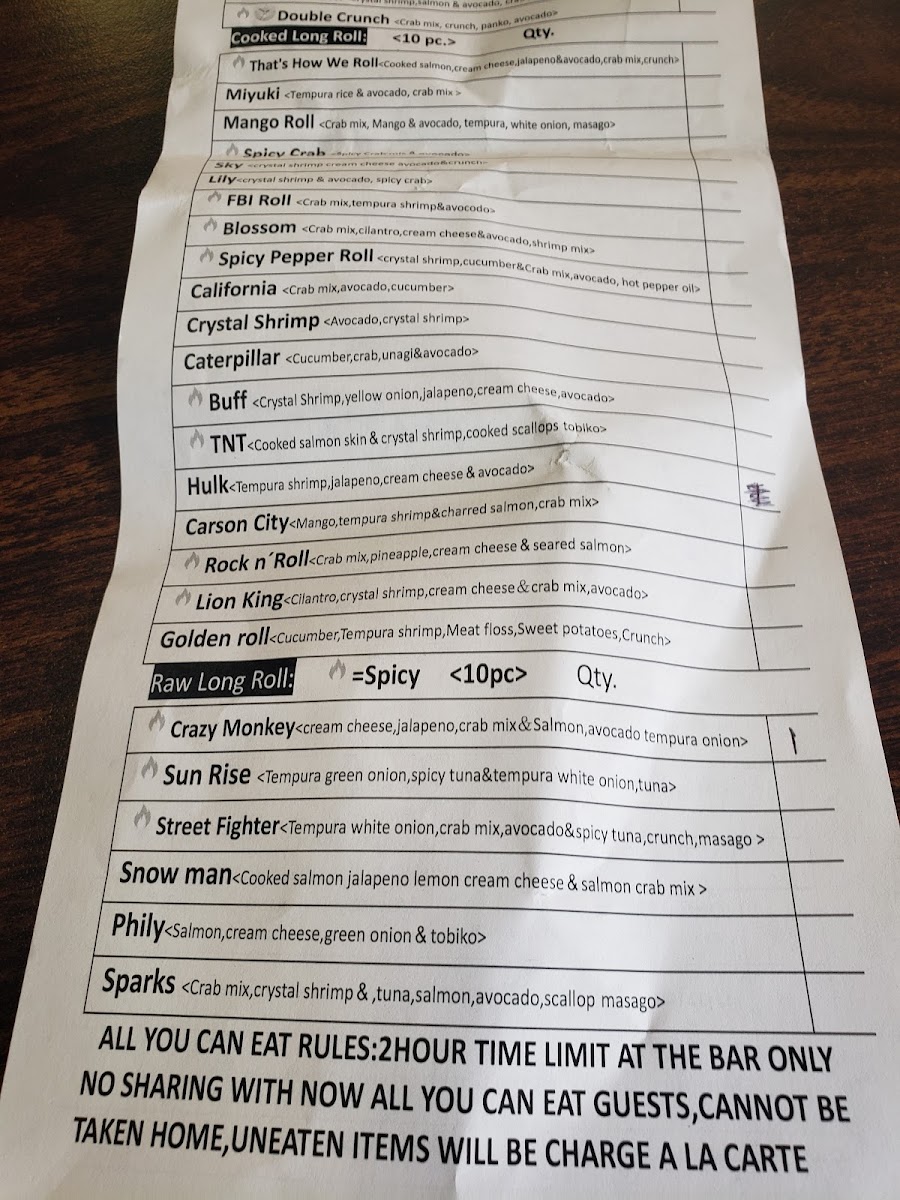 Double Crunch <Crab mix, crunch, panko, avocado>
Cooked Long Roll: <10 pc.> Qty.
That's How We Roll<Cooked salmon,cream cheese,jalapeno&avocado,crab mix,crunch>
Miyuki <Tempura rice & avocado, crab mix >
Mango Roll <Crab mix, Mango & avocado, tempura, white onion, masago>
Spicy Crab
Sky <crystal shrimp cream cheese avocado&crunch>
Lily<crystal shrimp & avocado, spicy crab>
FBI Roll <Crab mix,tempura shrimp&avocodo>
Blossom <Crab mix,cilantro,cream cheese&avocado,shrimp mix>
Spicy Pepper Roll <crystal shrimp,cucumber&Crab mix,avocado, hot pepper oil>
California <Crab mix,avocado,cucumber>
Crystal Shrimp <Avocado,crystal shrimp>
Caterpillar <Cucumber,crab,unagi&avocado>
Buff <Crystal Shrimp,yellow onion,jalapeno,cream cheese,avocado>
TNT<Cooked salmon skin & crystal shrimp,cooked scallops tobiko>
Hulk<Tempura shrimp,jalapeno,cream cheese & avocado>
Carson City<Mango,tempura shrimp&charred salmon,crab mix>
Rock n´Roll<Crab mix,pineapple,cream cheese & seared salmon>
Lion King<Cilantro,crystal shrimp,cream cheese & crab mix,avocado>
Golden roll<Cucumber,Tempura shrimp,Meat floss,Sweet potatoes,Crunch>
Raw Long Roll: =Spicy <10pc> Qty.
Crazy Monkey<cream cheese,jalapeno,crab mix & Salmon,avocado tempura onion> 1
Sun Rise <Tempura green onion,spicy tuna&tempura white onion,tuna>
Street Fighter<Tempura white onion,crab mix,avocado&spicy tuna,crunch,masago >
Snow man<Cooked salmon jalapeno lemon cream cheese & salmon crab mix >
Phily<Salmon,cream cheese,green onion & tobiko>
Sparks <Crab mix,crystal shrimp & ,tuna,salmon,avocado,scallop masago>
ALL YOU CAN EAT RULES:2HOUR TIME LIMIT AT THE BAR ONLY
NO SHARING WITH NOW ALL YOU CAN EAT GUESTS,CANNOT BE
TAKEN HOME,UNEATEN ITEMS WILL BE CHARGE A LA CARTE